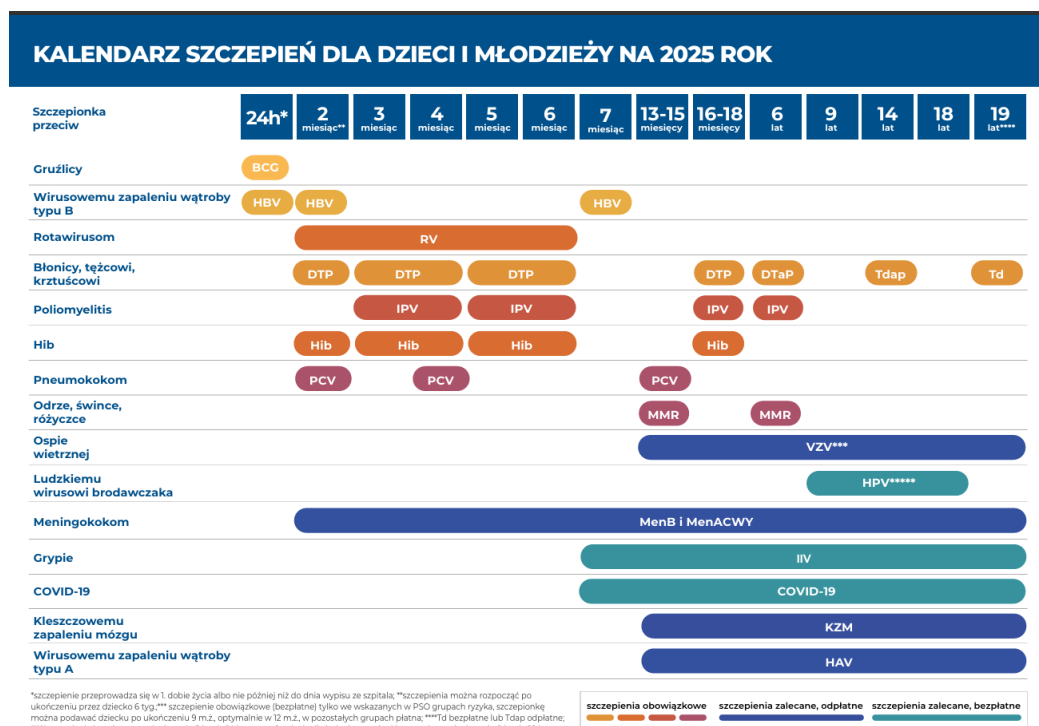 KALENDARZ SZCZEPIEŃ DLA DZIECI I MŁODZIEŻY NA 2025 ROK
Szczepionka
przeciw
24h*
2
miesiąc**
3
miesiąc
4
miesiąc
5
miesiąc
6
miesiąc
7
miesiąc
13-15
miesięcy
16-18
miesięcy
6
lat
9
lat
14
lat
18
lat
19
lat****
Gruźlicy
BCG
Wirusowemu zapaleniu wątroby
typu B
HBV
HBV
HBV
Rotawirusom
RV
Błonicy, tężcowi,
krztuścowi
DTP
DTP
DTP
DTP
DTaP
Tdap
Td
Poliomyelitis
IPV
IPV
IPV
IPV
Hib
Hib
Hib
Hib
Hib
Pneumokokom
PCV
PCV
PCV
Odrze, śwince,
różyczce
MMR
MMR
Ospie
wietrznej
VZV***
Ludzkiemu
wirusowi brodawczaka
HPV*****
Meningokokom
MenB i MenACWY
Grypie
IIV
COVID-19
COVID-19
Kleszczowemu
zapaleniu mózgu
KZM
Wirusowemu zapaleniu wątroby
typu A
HAV
*szczepienie przeprowadza się w 1. dobie życia albo nie później niż do dnia wypisu ze szpitala; **szczepienia można rozpocząć po
ukończeniu przez dziecko 6 tyg.;*** szczepienie obowiązkowe (bezpłatne) tylko we wskazanych w PSO grupach ryzyka, szczepionkę
można podawać dziecku po ukończeniu 9 m.ż., optymalnie w 12 m.ż., w pozostałych grupach płatna; ****Td bezpłatne lub Tdap odpłatne;
szczepienia obowiązkowe
szczepienia zalecane, odpłatne
szczepienia zalecane, bezpłatne